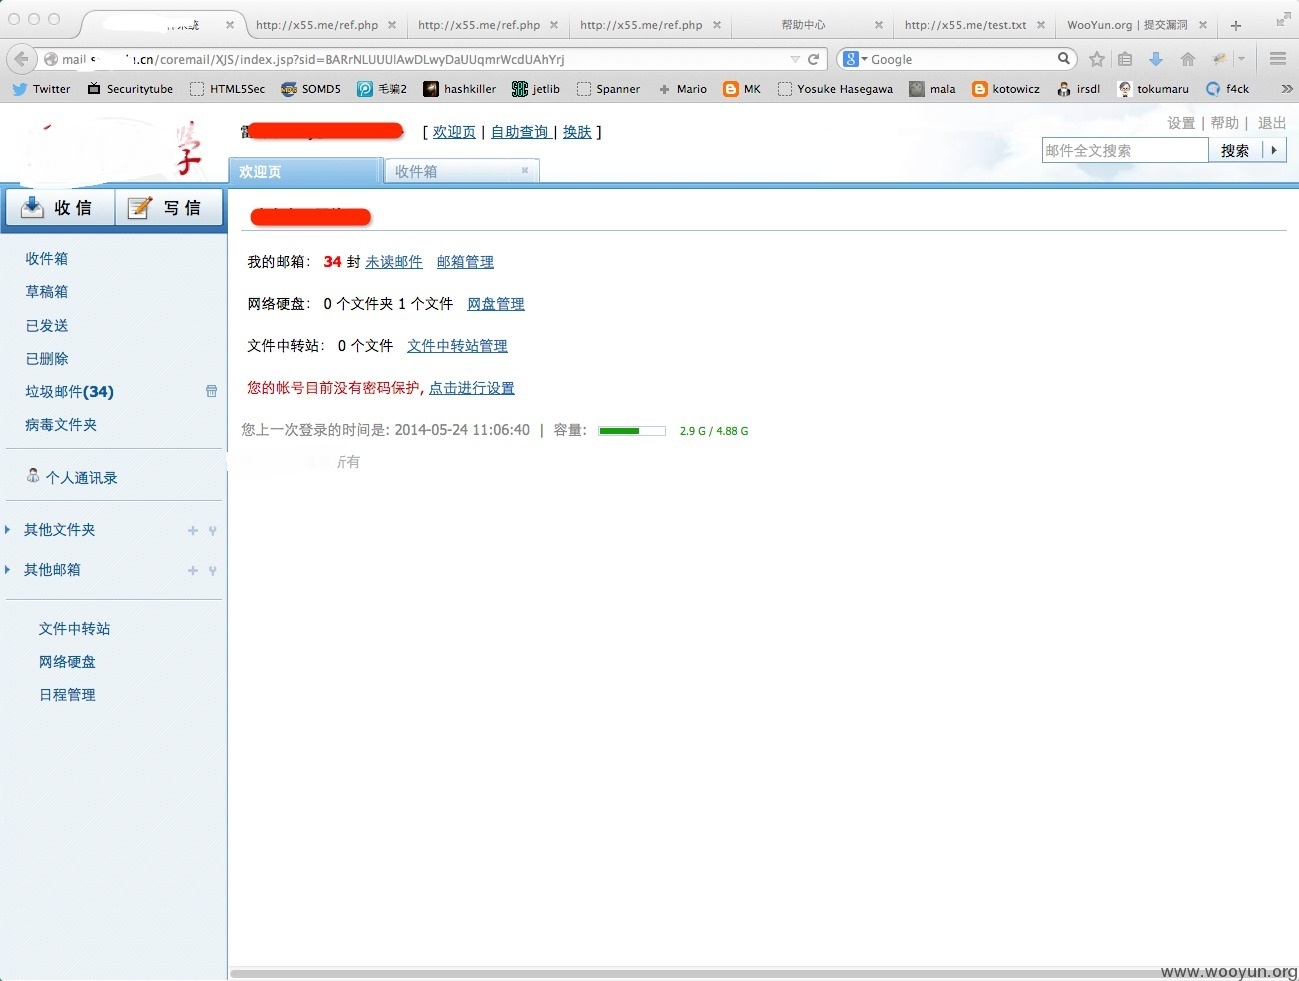 http://x55.me/ref.php http://x55.me/ref.php http://x55.me/ref.php 帮助中心 http://x55.me/test.txt WooYun.org | 提交漏洞
mail .cn/coremail/XJS/index.jsp?sid=BARrNLUUUlAwDLwyDaUUqmrWcdUAhYrj Google
Twitter Securitytube HTML5Sec SOMD5 毛骗2 hashkiller jetlib Spanner Mario MK Yosuke Hasegawa mala kotowicz irsdl tokumaru f4ck
设置 | 帮助 | 退出
[ 欢迎页 | 自助查询 | 换肤 ]
邮件全文搜索 搜索
欢迎页 收件箱
收信 写信
收件箱
草稿箱
已发送
已删除
垃圾邮件(34)
病毒文件夹
个人通讯录
其他文件夹
其他邮箱
文件中转站
网络硬盘
日程管理
我的邮箱: 34 封 未读邮件 邮箱管理
网络硬盘: 0 个文件夹 1 个文件 网盘管理
文件中转站: 0 个文件 文件中转站管理
您的帐号目前没有密码保护, 点击进行设置
您上一次登录的时间是: 2014-05-24 11:06:40 | 容量: 2.9 G / 4.88 G
所有
www.wooyun.org